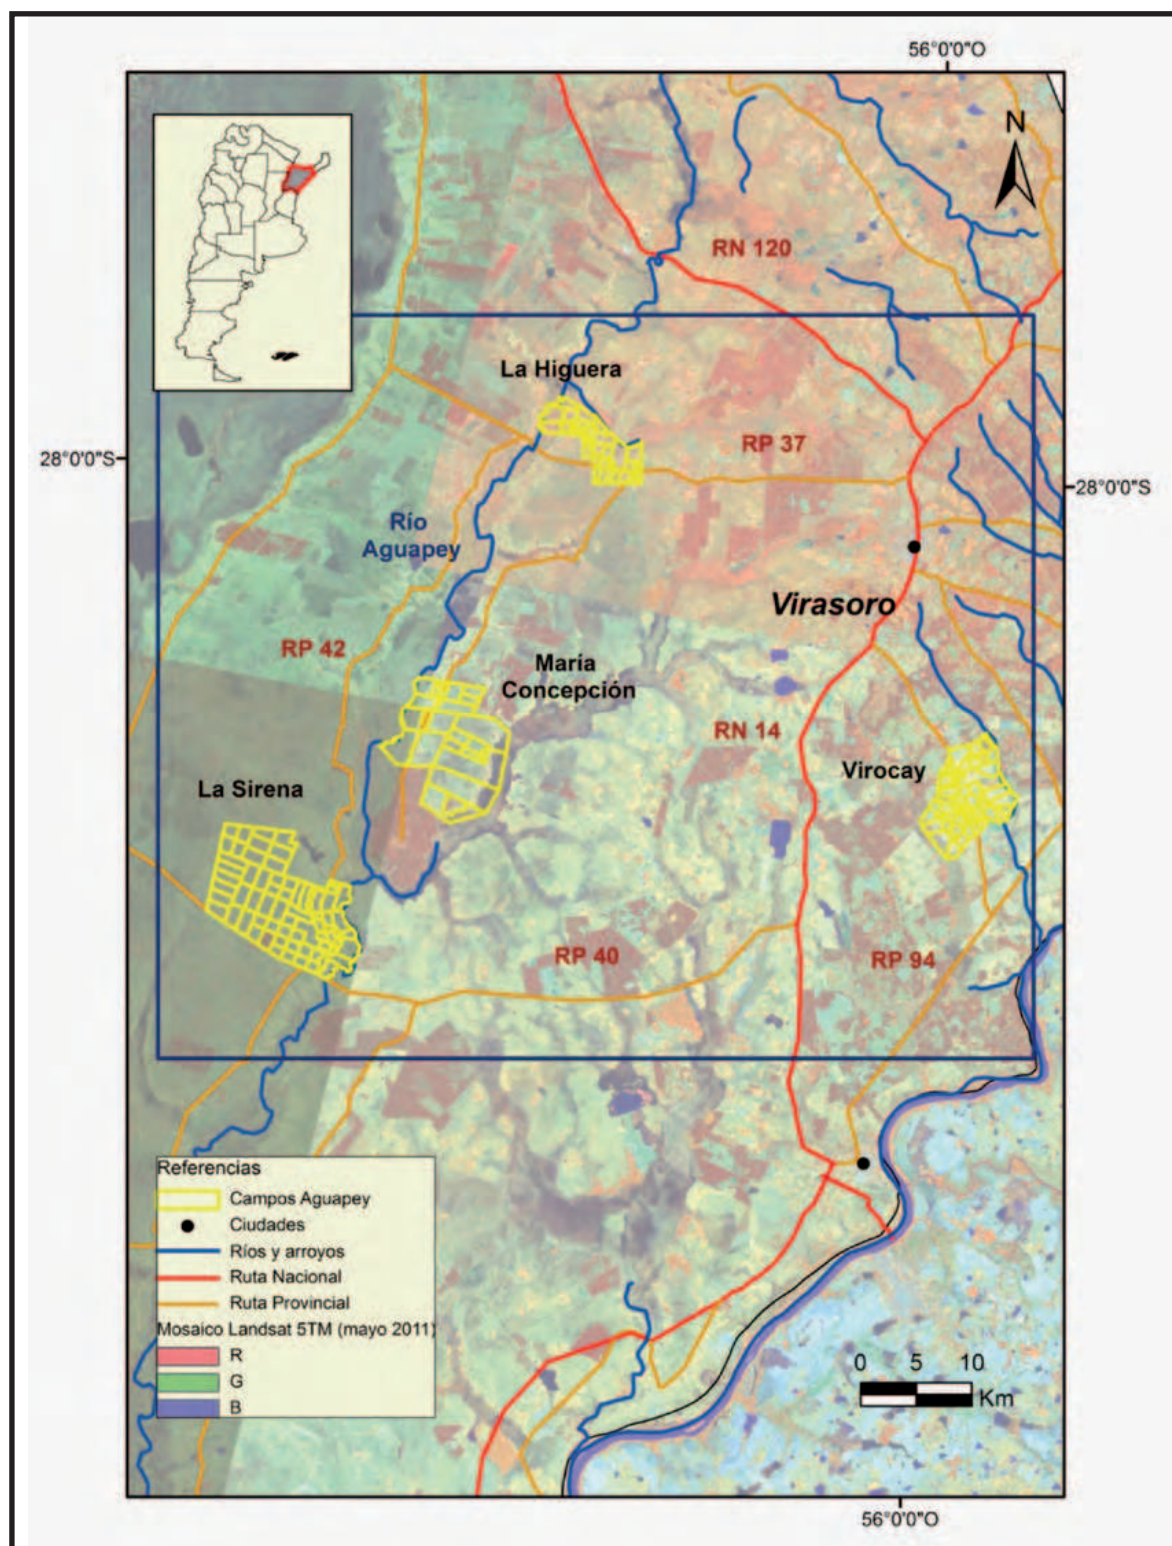 56°0'0"O
N
RN 120
La Higuera
RP 37
28°0'0"S
28°0'0"S
Río
Aguapey
Virasoro
RP 42
María
Concepción
RN 14
Virocay
La Sirena
RP 40
RP 94
Referencias
Campos Aguapey
Ciudades
Ríos y arroyos
Ruta Nacional
Ruta Provincial
Mosaico Landsat 5TM (mayo 2011)
R
G
B
0 5 10
Km
56°0'0"O